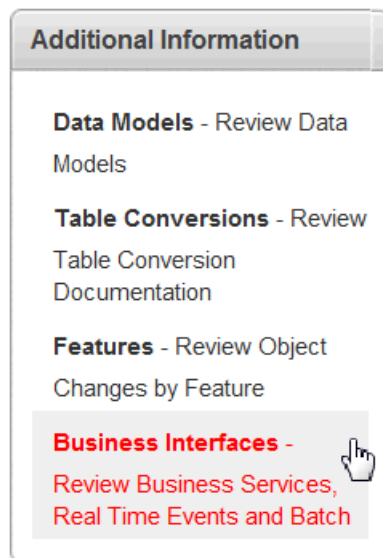 Additional Information
Data Models - Review Data
Models
Table Conversions - Review
Table Conversion
Documentation
Features - Review Object
Changes by Feature
Business Interfaces -
Review Business Services,
Real Time Events and Batch